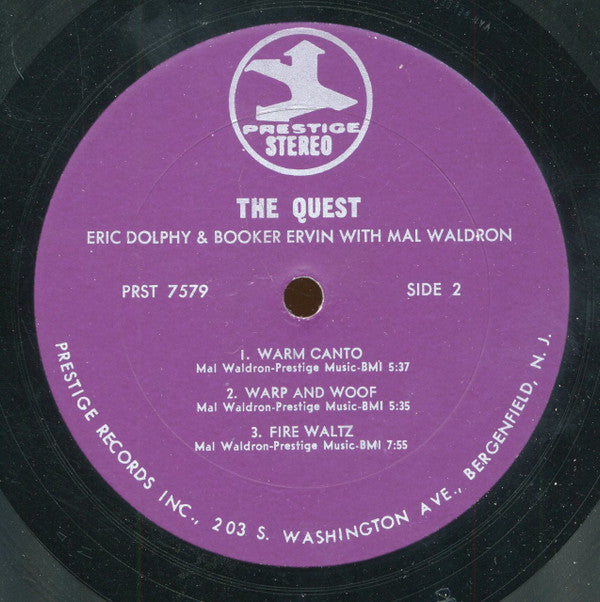 PRESTIGE
STEREO
THE QUEST
ERIC DOLPHY & BOOKER ERVIN WITH MAL WALDRON
PRST 7579
SIDE 2
1. WARM CANTO
Mal Waldron-Prestige Music-BMI 5:37
2. WARP AND WOOF
Mal Waldron-Prestige Music-BMI 5:35
3. FIRE WALTZ
Mal Waldron-Prestige Music-BMI 7:55
PRESTIGE RECORDS INC., 203 S. WASHINGTON AVE., BERGENFIELD, N. J.